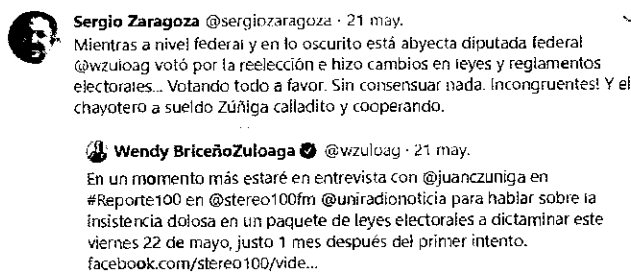 Sergio Zaragoza @sergiozaragoza · 21 may.
Mientras a nivel federal y en lo oscurito está abyecta diputada federal
@wzuloag votó por la reelección e hizo cambios en leyes y reglamentos
electorales... Votando todo a favor. Sin consensuar nada. Incongruentes! Y el
chayotero a sueldo Zúñiga calladito y cooperando.
Wendy BriceñoZuloaga @wzuloag · 21 may.
En un momento más estaré en entrevista con @juanczuniga en
#Reporte100 en @stereo100fm @uniradionoticia para hablar sobre la
insistencia dolosa en un paquete de leyes electorales a dictaminar este
viernes 22 de mayo, justo 1 mes después del primer intento.
facebook.com/stereo100/vide...